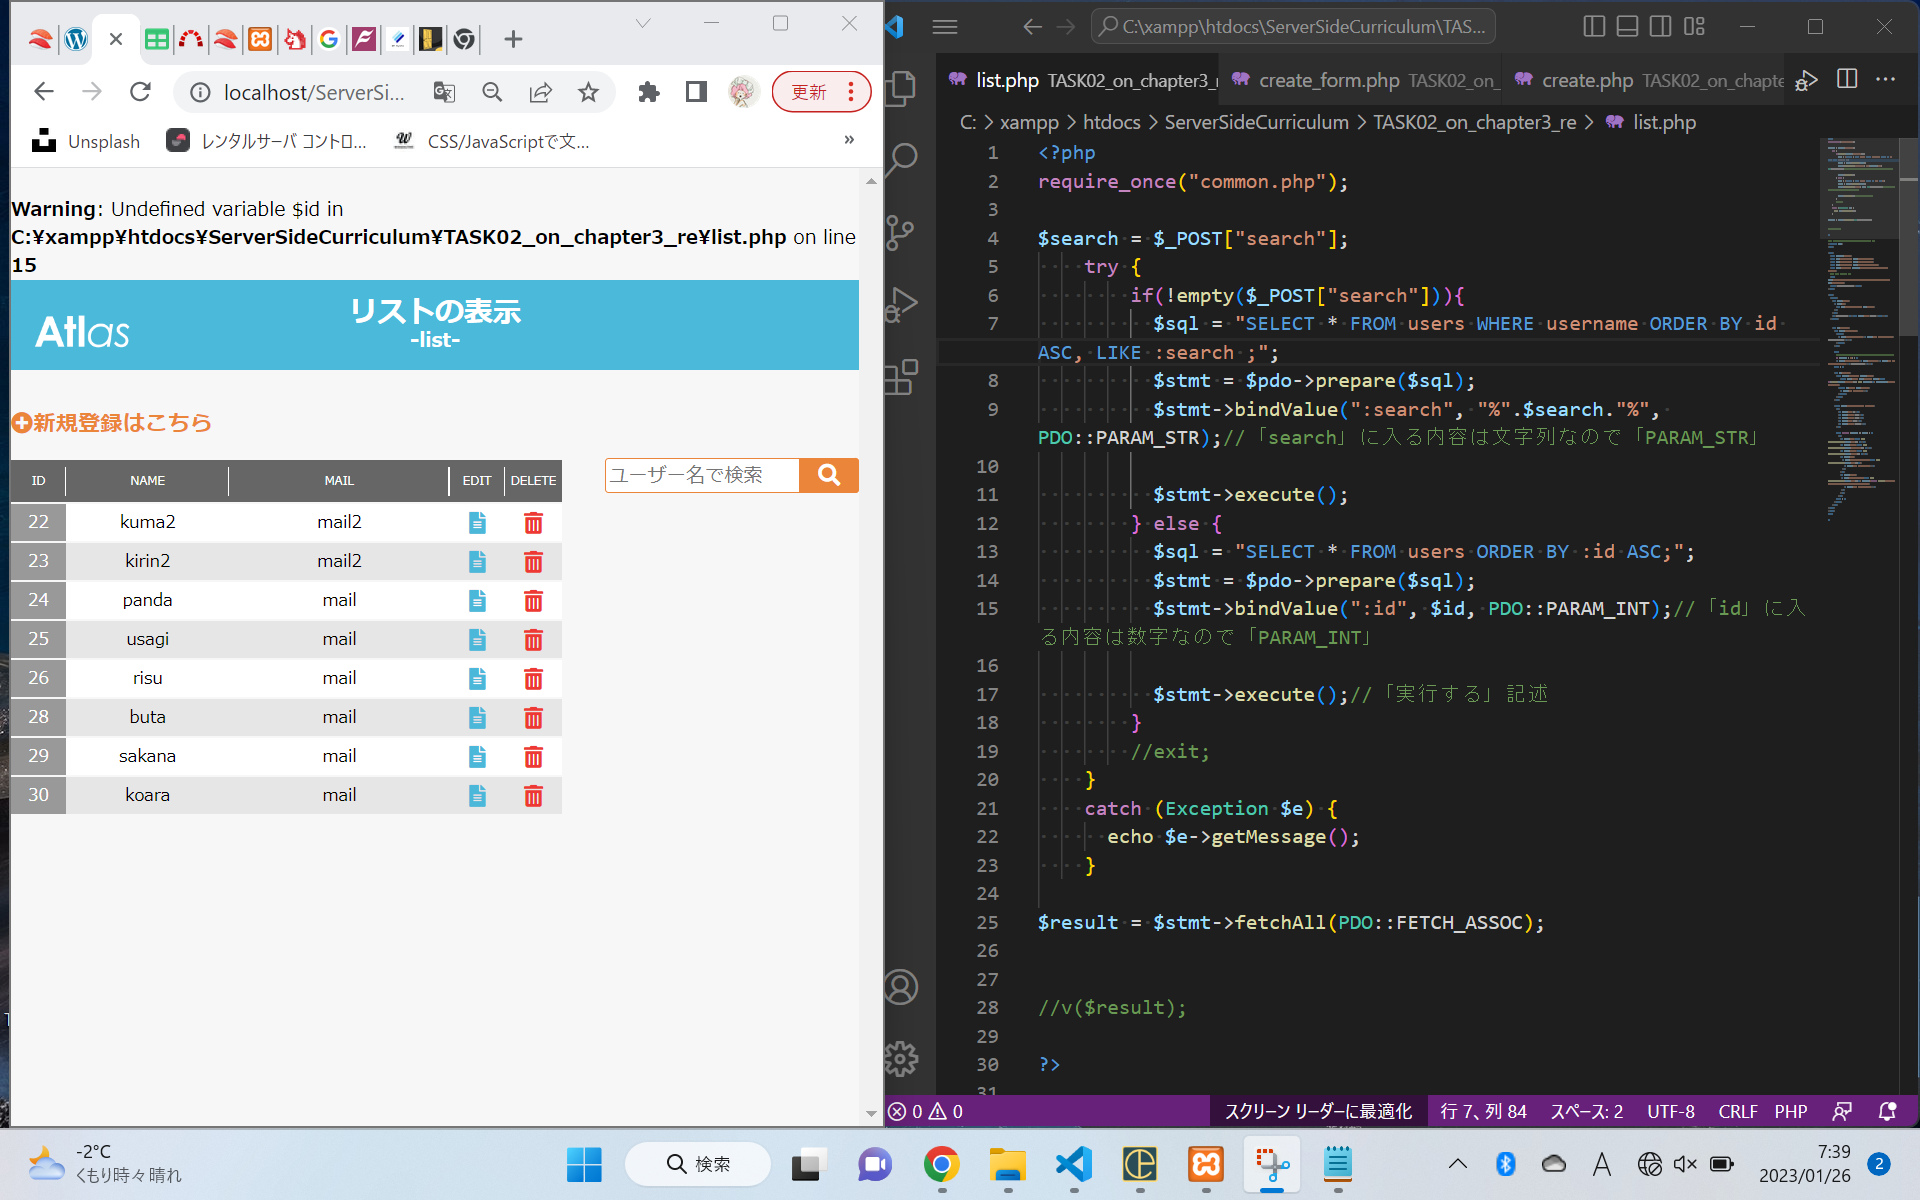 localhost/ServerSi...
更新
Unsplash
レンタルサーバ コントロ...
CSS/JavaScriptで文...
»
Warning: Undefined variable $id in
C:¥xampp¥htdocs¥ServerSideCurriculum¥TASK02_on_chapter3_re¥list.php on line
15
Atlas
リストの表示
-list-
新規登録はこちら
ユーザー名で検索
ID NAME MAIL EDIT DELETE
22 kuma2 mail2
23 kirin2 mail2
24 panda mail
25 usagi mail
26 risu mail
28 buta mail
29 sakana mail
30 koara mail
C:\xampp\htdocs\ServerSideCurriculum\TAS...
list.php TASK02_on_chapter3_r
create_form.php TASK02_on_
create.php TASK02_on_chapte
C: > xampp > htdocs > ServerSideCurriculum > TASK02_on_chapter3_re > list.php
1 <?php
2 require_once("common.php");
3
4 $search = $_POST["search"];
5 try {
6 if(!empty($_POST["search"])){
7 $sql = "SELECT * FROM users WHERE username ORDER BY id
ASC, LIKE :search ;";
8 $stmt = $pdo->prepare($sql);
9 $stmt->bindValue(":search", "%".$search."%",
PDO::PARAM_STR);//「search」に入る内容は文字列なので「PARAM_STR」
10
11 $stmt->execute();
12 } else {
13 $sql = "SELECT * FROM users ORDER BY :id ASC;";
14 $stmt = $pdo->prepare($sql);
15 $stmt->bindValue(":id", $id, PDO::PARAM_INT);//「id」に入
る内容は数字なので「PARAM_INT」
16
17 $stmt->execute();//「実行する」記述
18 }
19 //exit;
20 }
21 catch (Exception $e) {
22 echo $e->getMessage();
23 }
24
25 $result = $stmt->fetchAll(PDO::FETCH_ASSOC);
26
27
28 //v($result);
29
30 ?>
31
0 0
スクリーン リーダーに最適化
行 7、列 84
スペース: 2
UTF-8
CRLF
PHP
-2°C
くもり時々晴れ
検索
A
7:39
2023/01/26
2